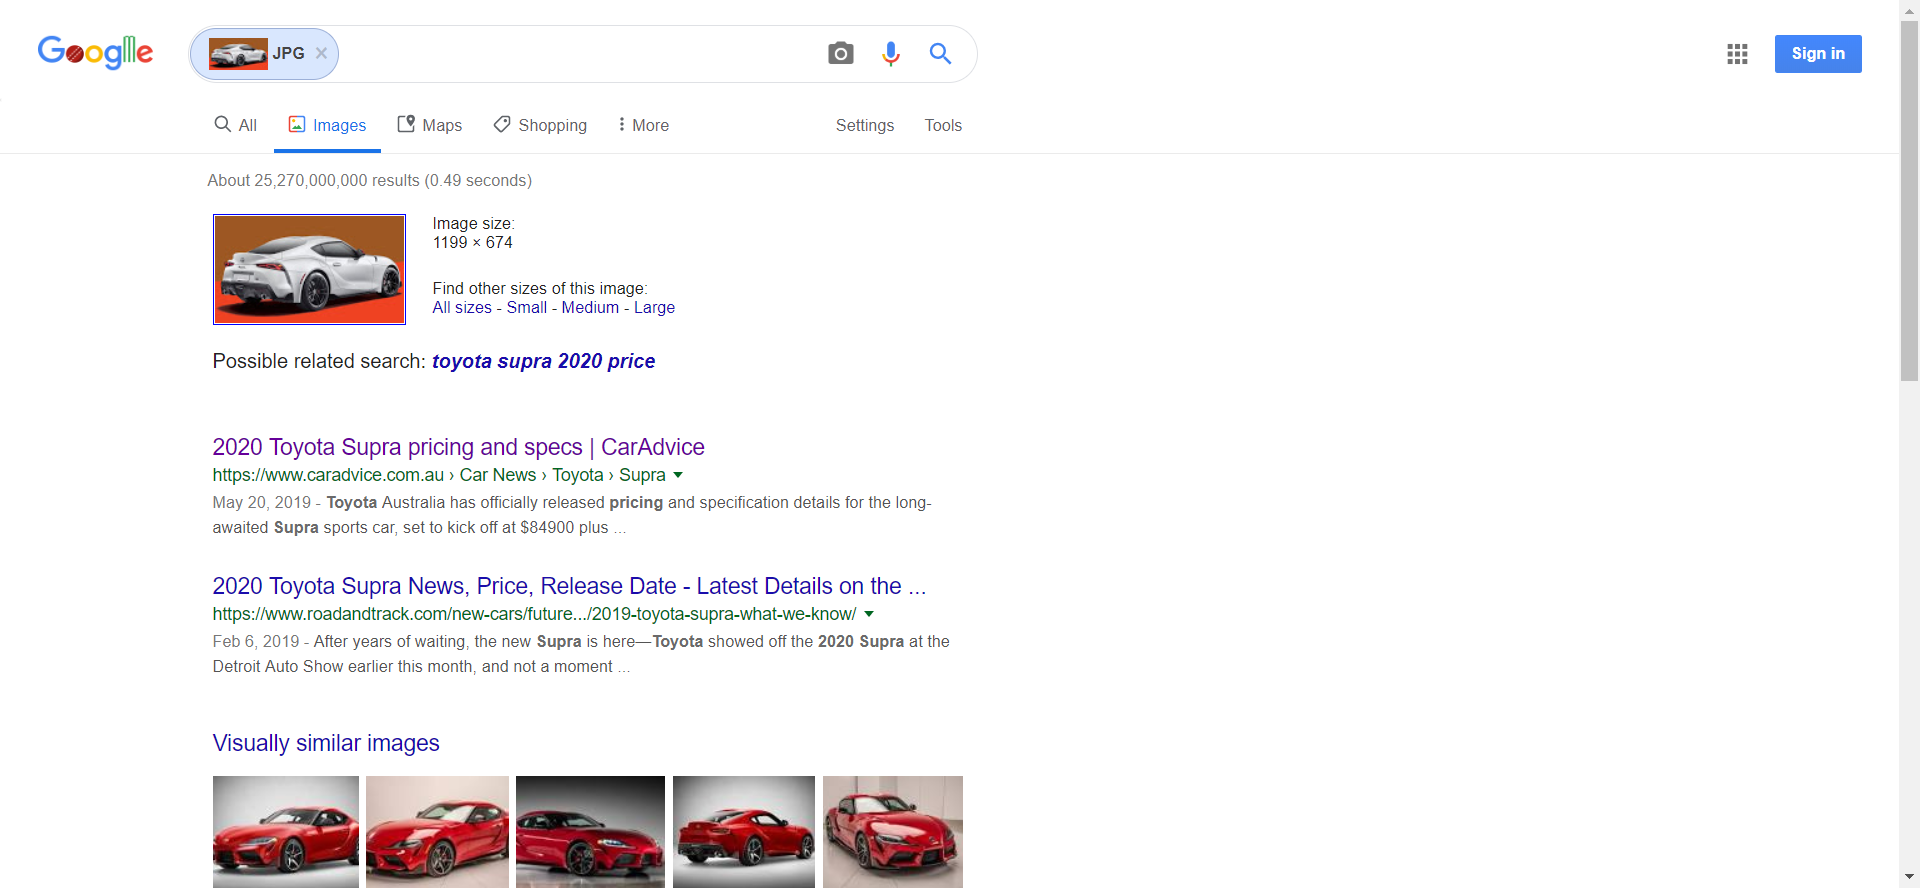 Googlle
JPG ×
Sign in
All Images Maps Shopping More Settings Tools
About 25,270,000,000 results (0.49 seconds)
Image size:
1199 × 674
Find other sizes of this image:
All sizes - Small - Medium - Large
Possible related search: toyota supra 2020 price
2020 Toyota Supra pricing and specs | CarAdvice
https://www.caradvice.com.au › Car News › Toyota › Supra
May 20, 2019 - Toyota Australia has officially released pricing and specification details for the long-
awaited Supra sports car, set to kick off at $84900 plus ...
2020 Toyota Supra News, Price, Release Date - Latest Details on the ...
https://www.roadandtrack.com/new-cars/future.../2019-toyota-supra-what-we-know/
Feb 6, 2019 - After years of waiting, the new Supra is here—Toyota showed off the 2020 Supra at the
Detroit Auto Show earlier this month, and not a moment ...
Visually similar images